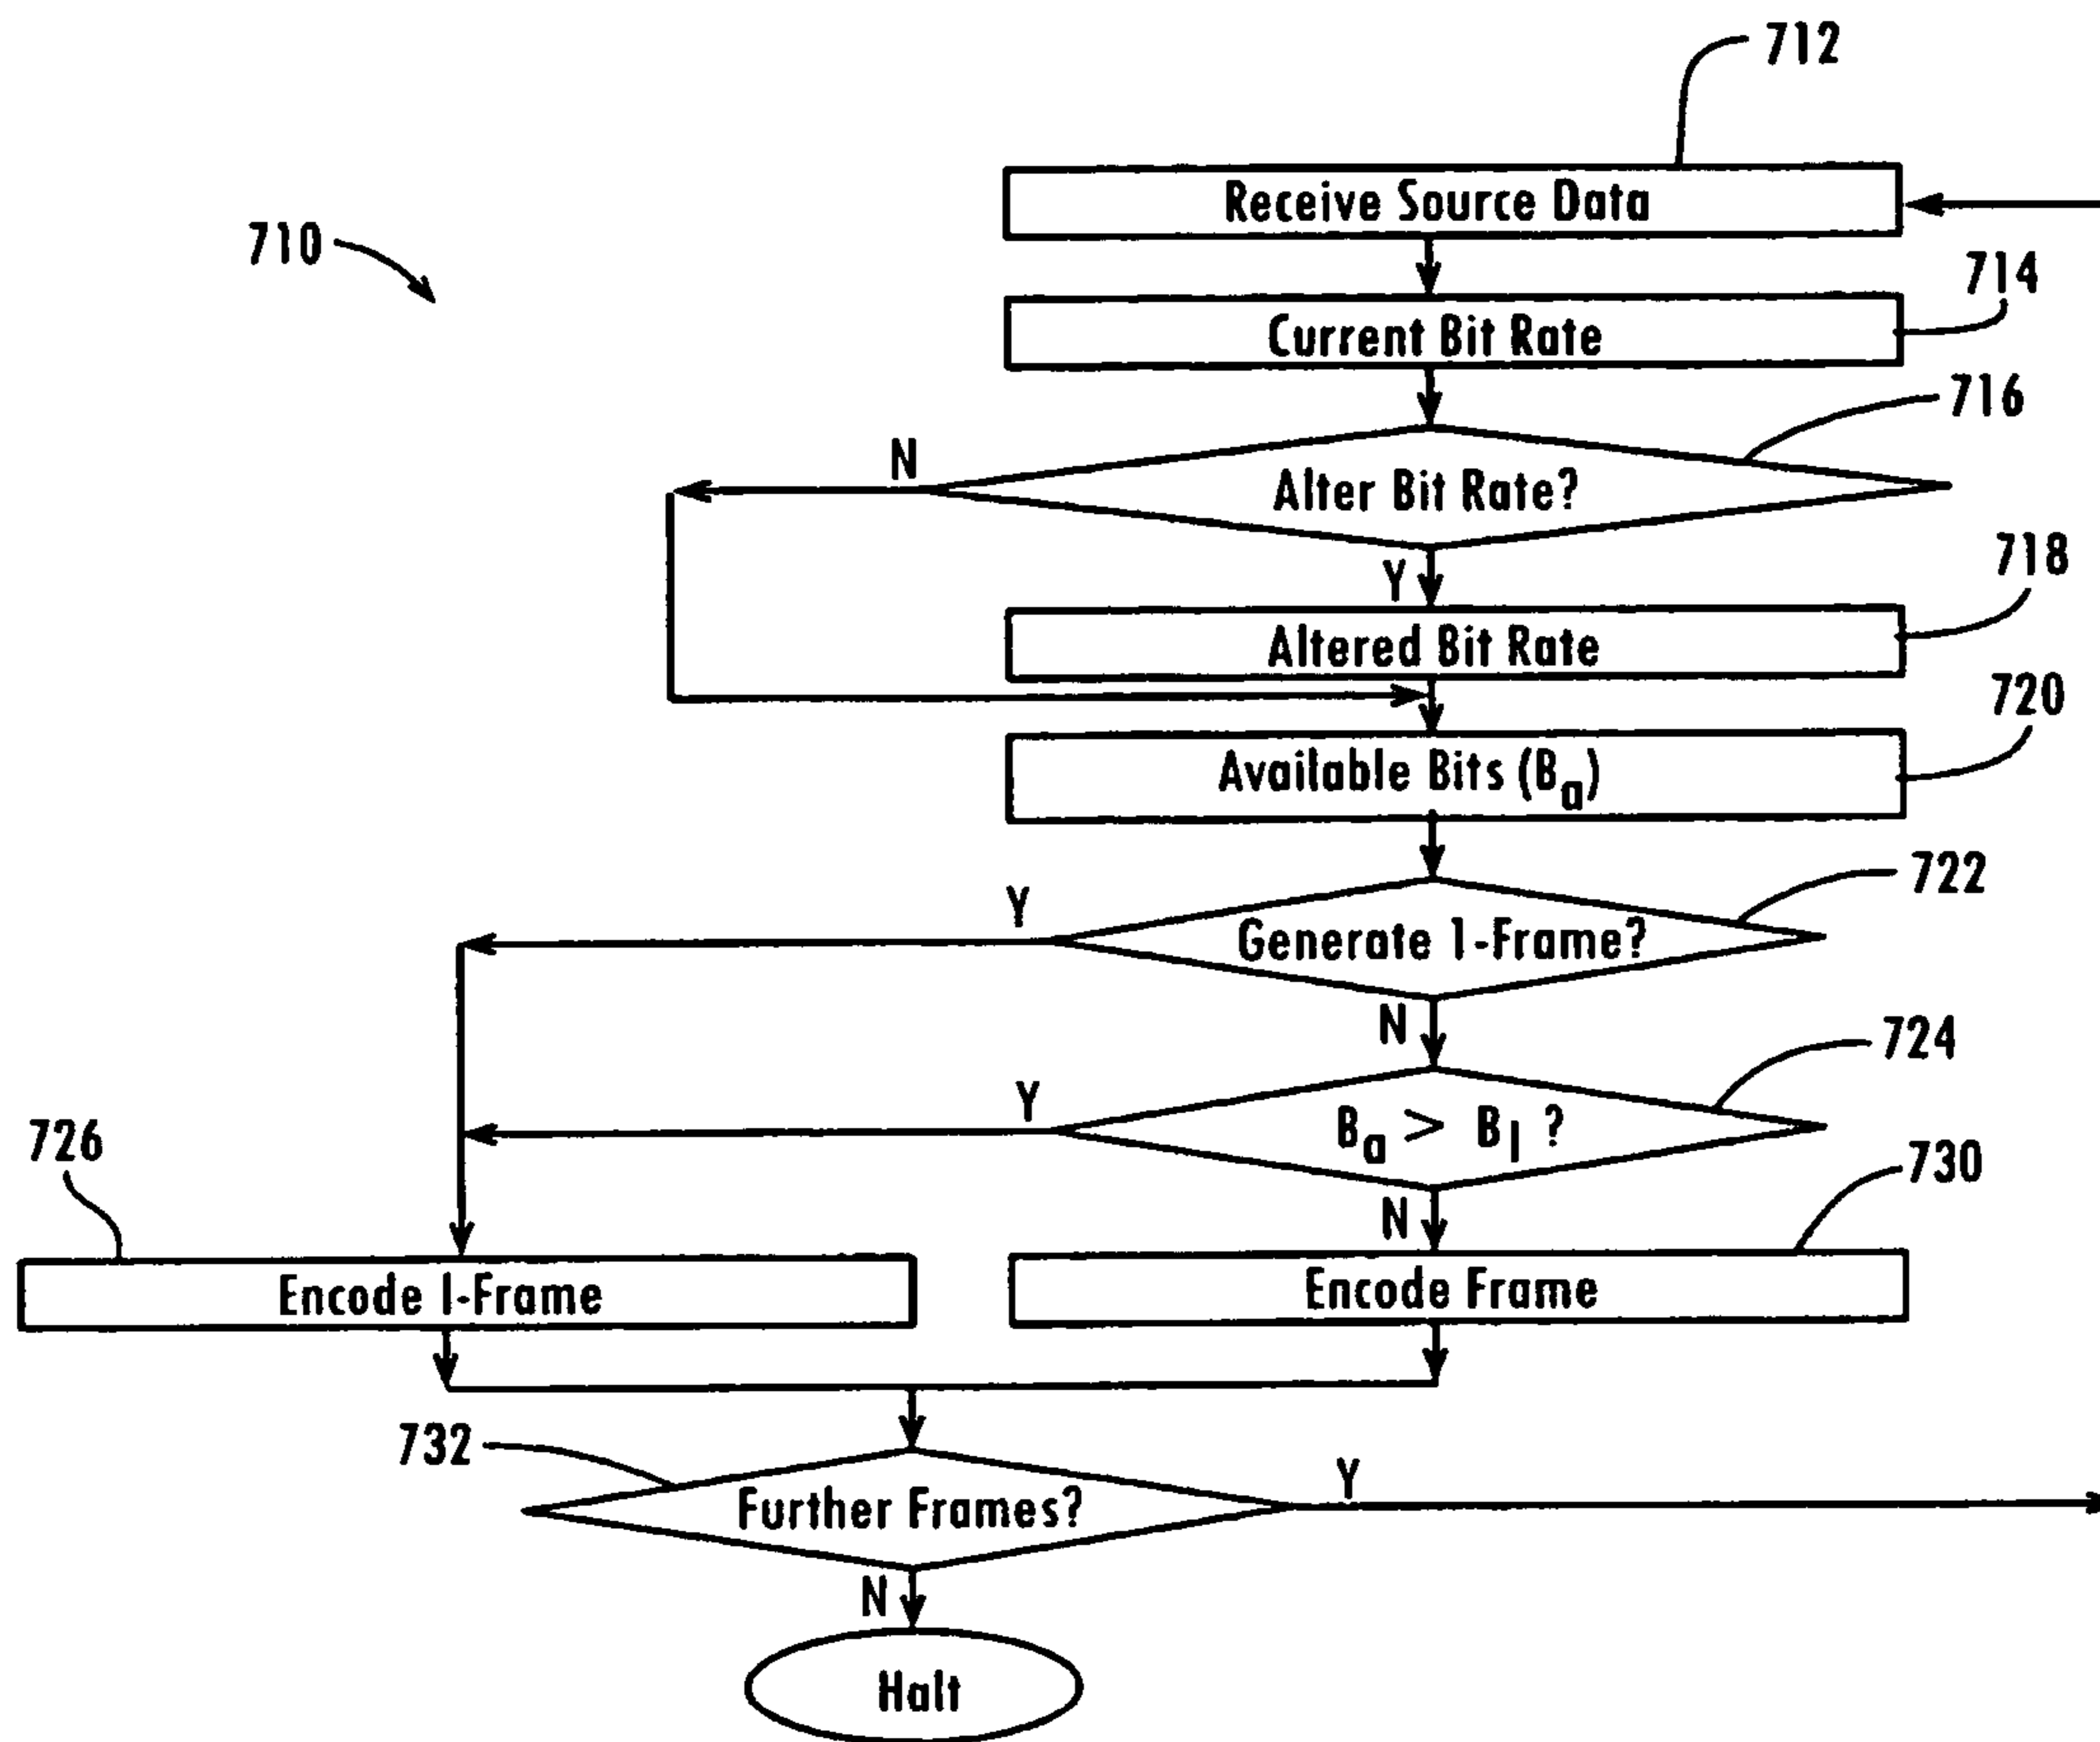 712
Receive Source Data
710
714
Current Bit Rate
716
N
Alter Bit Rate?
Y
718
Altered Bit Rate
720
Available Bits (Ba)
722
Y
Generate 1-Frame?
N
724
Y
Ba > BI ?
726
730
N
Encode I-Frame
Encode Frame
732
Y
Further Frames?
N
Halt